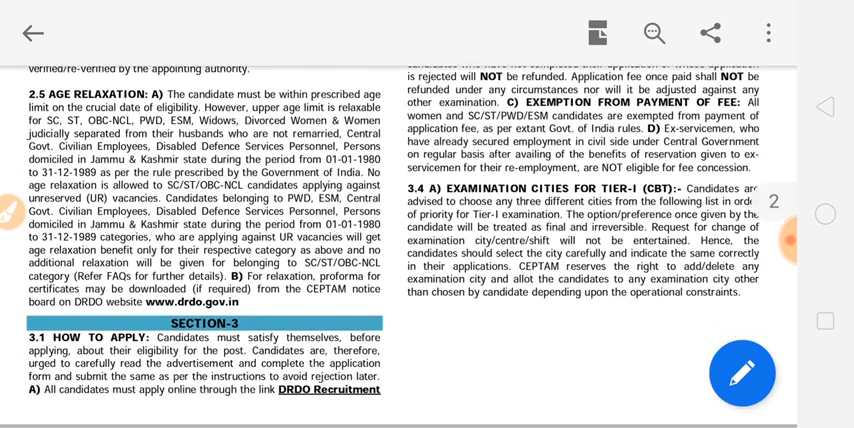 verified/re-verified by the appointing authority.
2.5 AGE RELAXATION: A) The candidate must be within prescribed age
limit on the crucial date of eligibility. However, upper age limit is relaxable
for SC, ST, OBC-NCL, PWD, ESM, Widows, Divorced Women & Women
judicially separated from their husbands who are not remarried, Central
Govt. Civilian Employees, Disabled Defence Services Personnel, Persons
domiciled in Jammu & Kashmir state during the period from 01-01-1980
to 31-12-1989 as per the rule prescribed by the Government of India. No
age relaxation is allowed to SC/ST/OBC-NCL candidates applying against
unreserved (UR) vacancies. Candidates belonging to PWD, ESM, Central
Govt. Civilian Employees, Disabled Defence Services Personnel, Persons
domiciled in Jammu & Kashmir state during the period from 01-01-1980
to 31-12-1989 categories, who are applying against UR vacancies will get
age relaxation benefit only for their respective category as above and no
additional relaxation will be given for belonging to SC/ST/OBC-NCL
category (Refer FAQs for further details). B) For relaxation, proforma for
certificates may be downloaded (if required) from the CEPTAM notice
board on DRDO website www.drdo.gov.in
SECTION-3
3.1 HOW TO APPLY: Candidates must satisfy themselves, before
applying, about their eligibility for the post. Candidates are, therefore,
urged to carefully read the advertisement and complete the application
form and submit the same as per the instructions to avoid rejection later.
A) All candidates must apply online through the link DRDO Recruitment
candidates who have not completed their application or whose application
is rejected will NOT be refunded. Application fee once paid shall NOT be
refunded under any circumstances nor will it be adjusted against any
other examination. C) EXEMPTION FROM PAYMENT OF FEE: All
women and SC/ST/PWD/ESM candidates are exempted from payment of
application fee, as per extant Govt. of India rules. D) Ex-servicemen, who
have already secured employment in civil side under Central Government
on regular basis after availing of the benefits of reservation given to ex-
servicemen for their re-employment, are NOT eligible for fee concession.
3.4 A) EXAMINATION CITIES FOR TIER-I (CBT):- Candidates are
advised to choose any three different cities from the following list in orde
of priority for Tier-I examination. The option/preference once given by the
candidate will be treated as final and irreversible. Request for change of
examination city/centre/shift will not be entertained. Hence, the
candidates should select the city carefully and indicate the same correctly
in their applications. CEPTAM reserves the right to add/delete any
examination city and allot the candidates to any examination city other
than chosen by candidate depending upon the operational constraints.
2